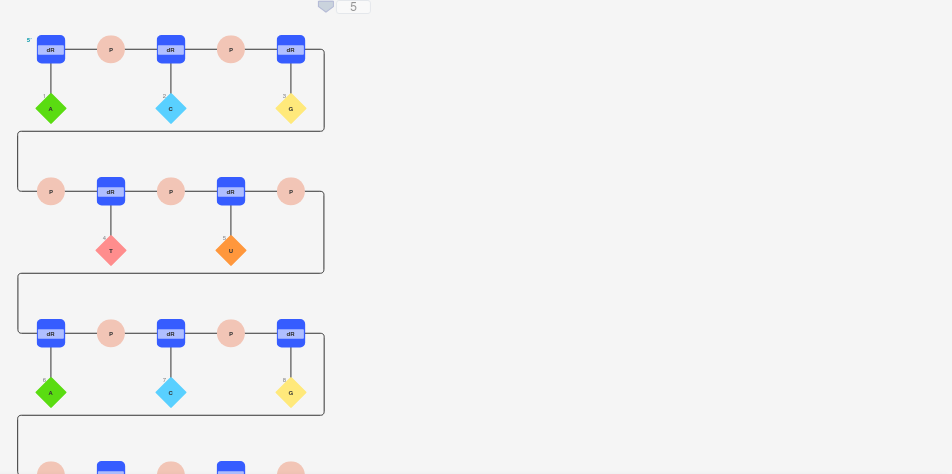 5
5' dR P dR P dR
1 2 3
A C G
P dR P dR P
4 5
T U
dR P dR P dR
6 7 8
A C G